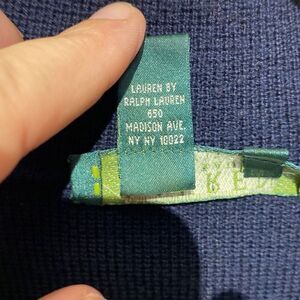 LAUREN BY
RALPH LAUREN
650
MADISON AVE.
NY NY 10022